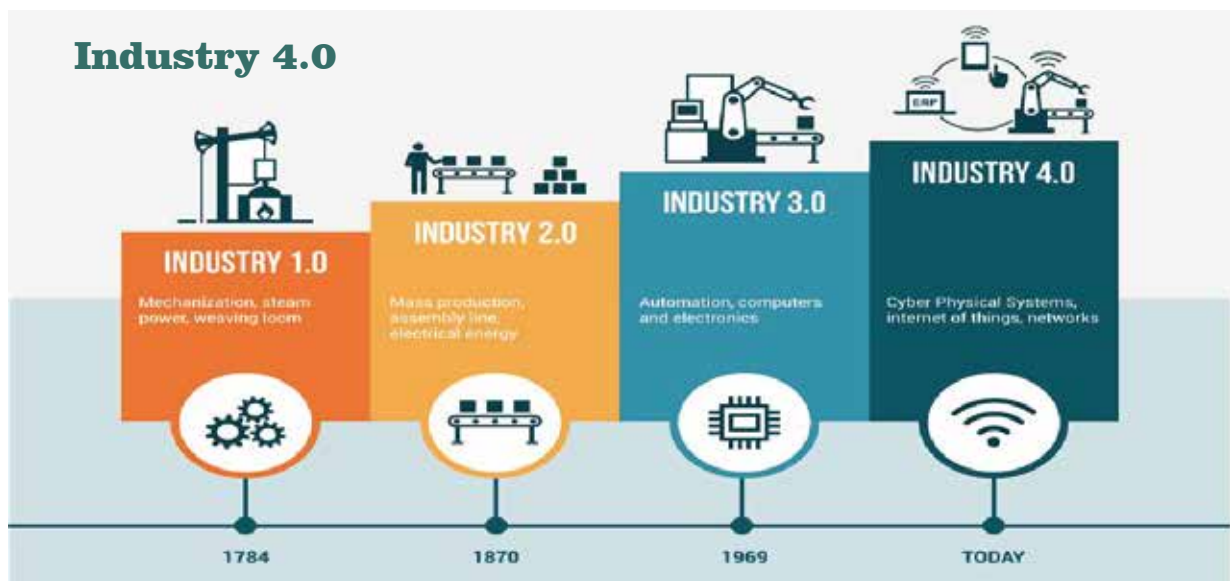 Industry 4.0
ERP
INDUSTRY 1.0
Mechanization, steam
power, weaving loom
INDUSTRY 2.0
Mass production,
assembly line,
electrical energy
INDUSTRY 3.0
Automation, computers
and electronics
INDUSTRY 4.0
Cyber Physical Systems,
internet of things, networks
1784
1870
1969
TODAY